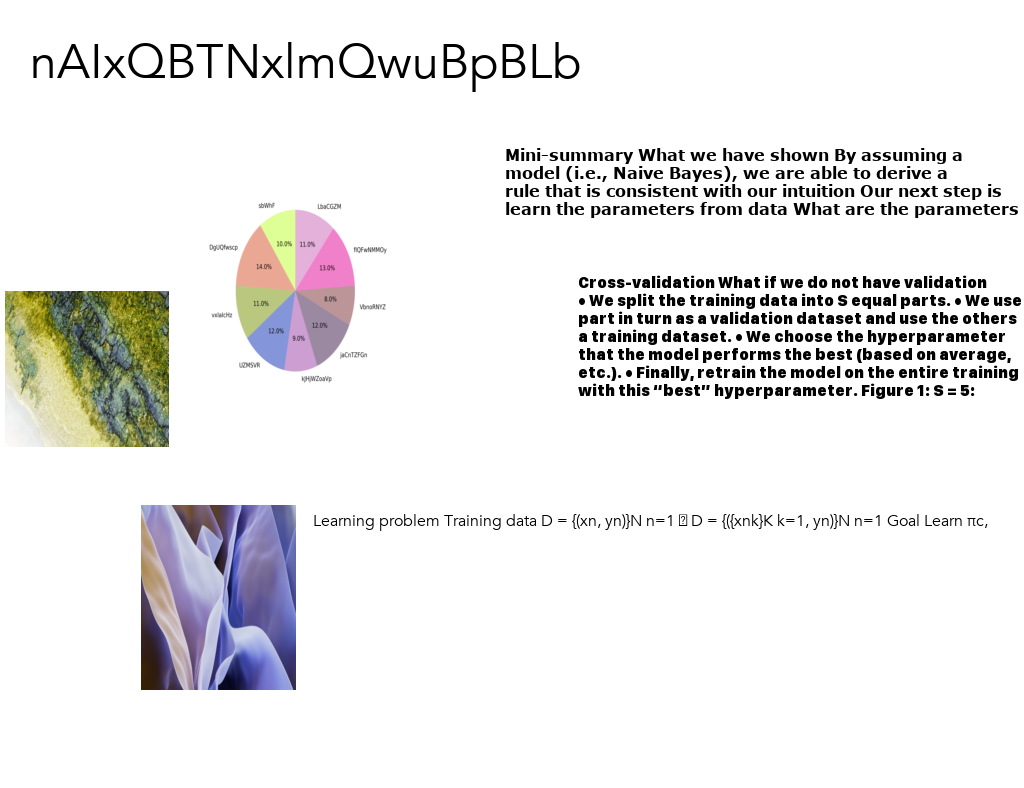 nAIxQBTNxlmQwuBpBLb
Mini-summary What we have shown By assuming a
model (i.e., Naive Bayes), we are able to derive a
rule that is consistent with our intuition Our next step is
learn the parameters from data What are the parameters
sbWhF
LbaCGZM
DgUQfwscp
flQFwNMMOy
10.0%
11.0%
14.0%
13.0%
11.0%
8.0%
VbnoRNYZ
vxlalcHz
12.0%
12.0%
9.0%
UZMSVR
jaCnTZFGn
kJHjWZoaVp
Cross-validation What if we do not have validation
• We split the training data into S equal parts. • We use
part in turn as a validation dataset and use the others
a training dataset. • We choose the hyperparameter
that the model performs the best (based on average,
etc.). • Finally, retrain the model on the entire training
with this “best” hyperparameter. Figure 1: S = 5:
Learning problem Training data D = {(xn, yn)}N n=1 D = {({xnk}K k=1, yn)}N n=1 Goal Learn πc,